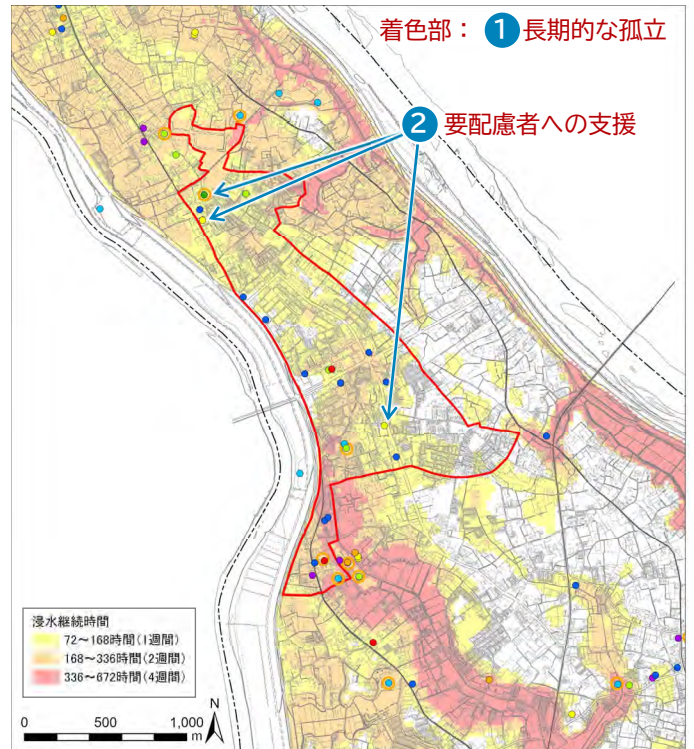 着色部： 1 長期的な孤立
2 要配慮者への支援
浸水継続時間
72～168時間(1週間)
168～336時間(2週間)
336～672時間(4週間)
N
0 500 1,000
m